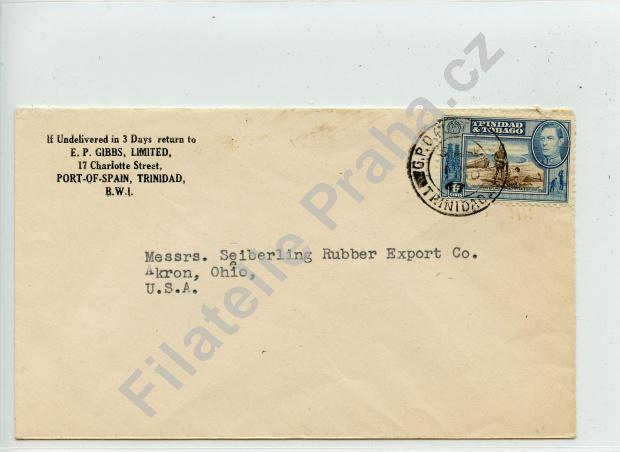 If Undelivered in 3 Days return to
E. P. GIBBS, LIMITED,
17 Charlotte Street,
PORT-OF-SPAIN, TRINIDAD,
B.W.I.
TRINIDAD
& TOBAGO
G.P.O.
TRINIDAD
Messrs. Seiberling Rubber Export Co.
Akron, Ohio,
U.S.A.
Filatelie Praha.cz